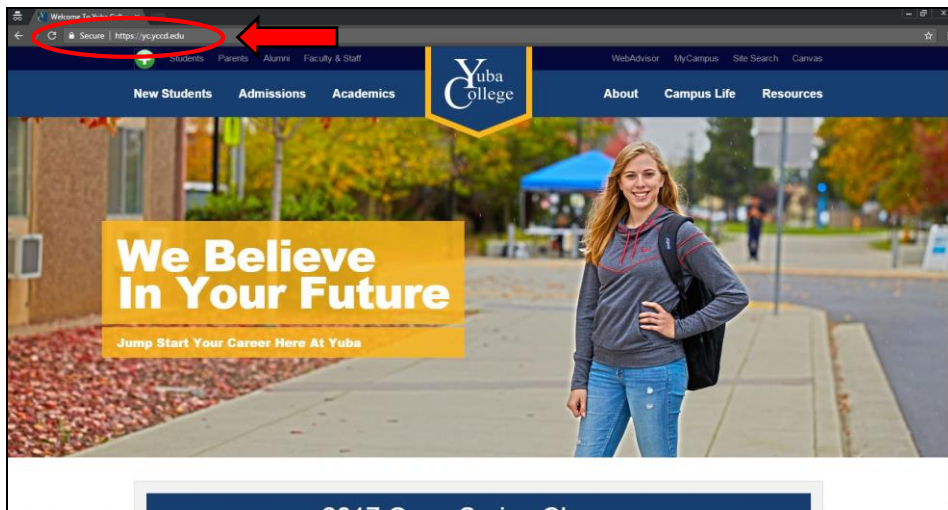 Welcome To Yuba
Secure | https://yc.yccd.edu
Students Parents Alumni Faculty & Staff
WebAdvisor MyCampus Site Search Canvas
New Students Admissions Academics
Yuba
College
About Campus Life Resources
We Believe
In Your Future
Jump Start Your Career Here At Yuba
2017